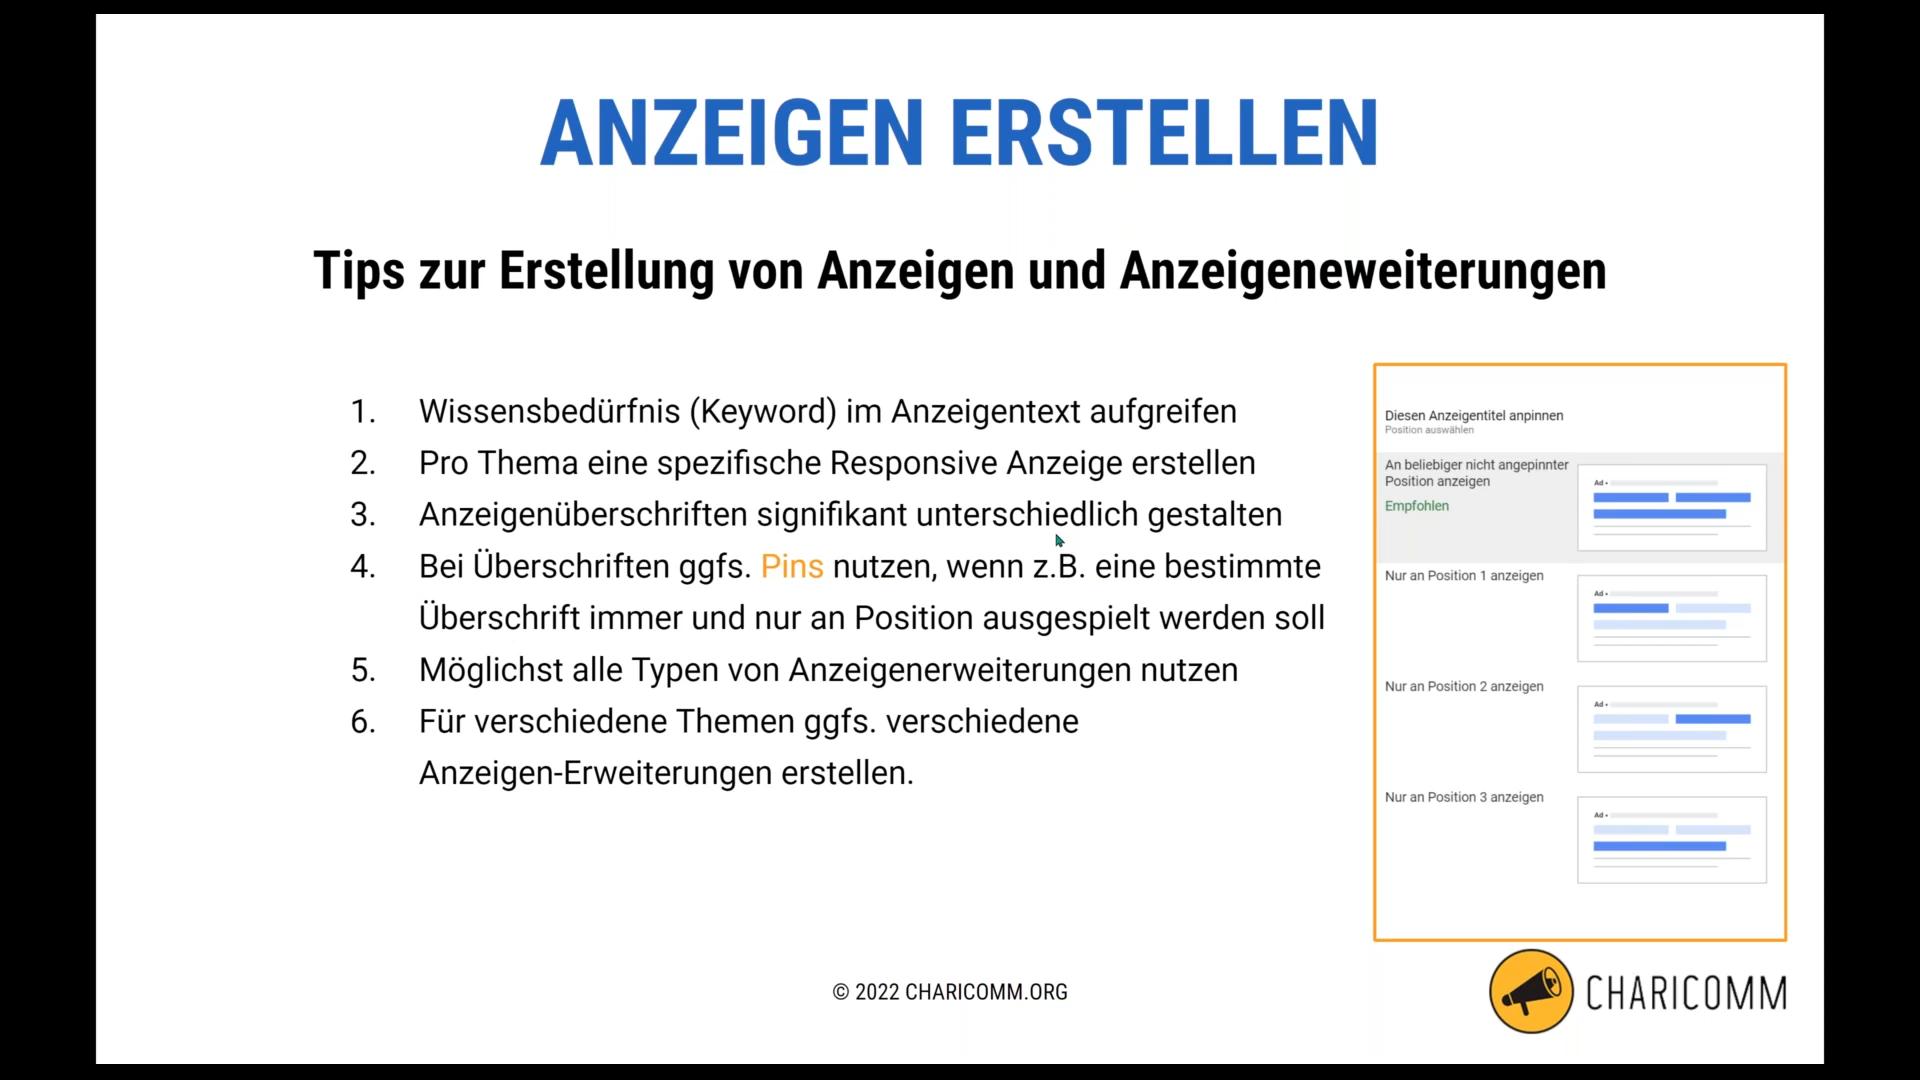 ANZEIGEN ERSTELLEN
Tips zur Erstellung von Anzeigen und Anzeigeneweiterungen
1. Wissensbedürfnis (Keyword) im Anzeigentext aufgreifen
2. Pro Thema eine spezifische Responsive Anzeige erstellen
3. Anzeigenüberschriften signifikant unterschiedlich gestalten
4. Bei Überschriften ggfs. Pins nutzen, wenn z.B. eine bestimmte
Überschrift immer und nur an Position ausgespielt werden soll
5. Möglichst alle Typen von Anzeigenerweiterungen nutzen
6. Für verschiedene Themen ggfs. verschiedene
Anzeigen-Erweiterungen erstellen.
Diesen Anzeigentitel anpinnen
Position auswählen
An beliebiger nicht angepinnter
Position anzeigen
Empfohlen
Ad •
Nur an Position 1 anzeigen
Ad •
Nur an Position 2 anzeigen
Ad •
Nur an Position 3 anzeigen
Ad •
© 2022 CHARICOMM.ORG
CHARICOMM